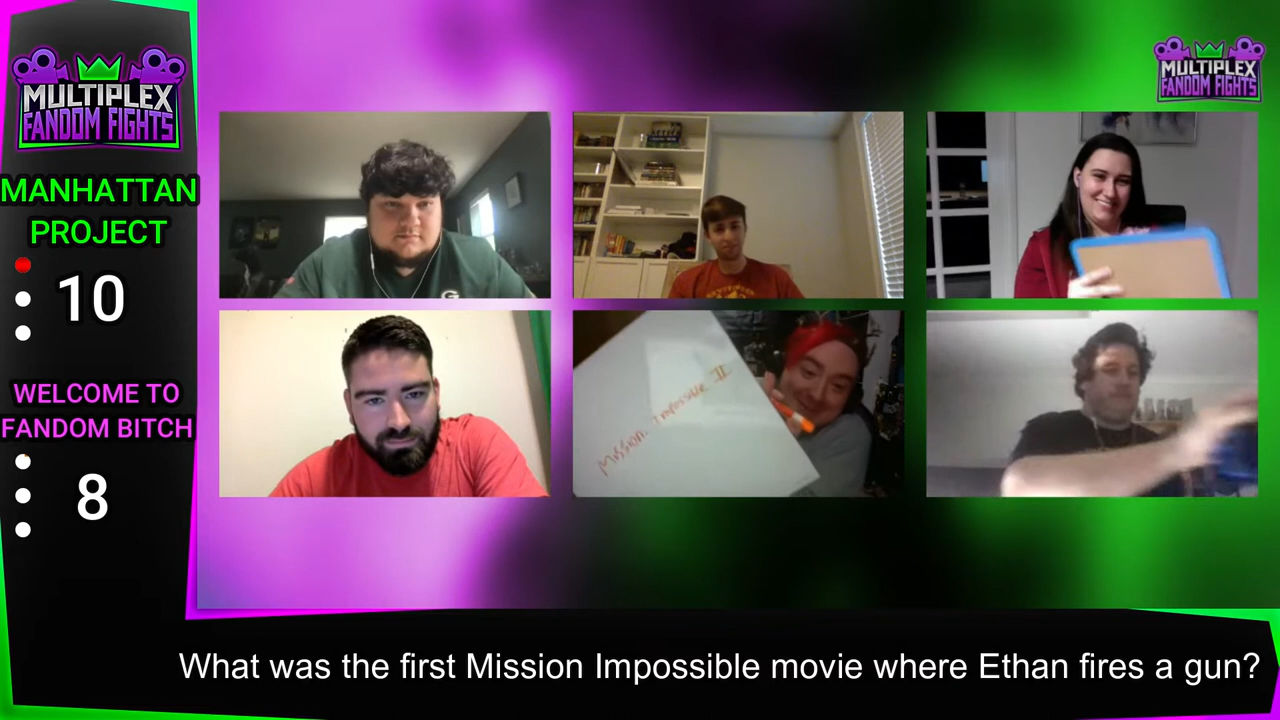 MULTIPLEX
FANDOM FIGHTS
MULTIPLEX
FANDOM FIGHTS
MANHATTAN
PROJECT
10
WELCOME TO
FANDOM BITCH
8
Mission: Impossible II
G
What was the first Mission Impossible movie where Ethan fires a gun?